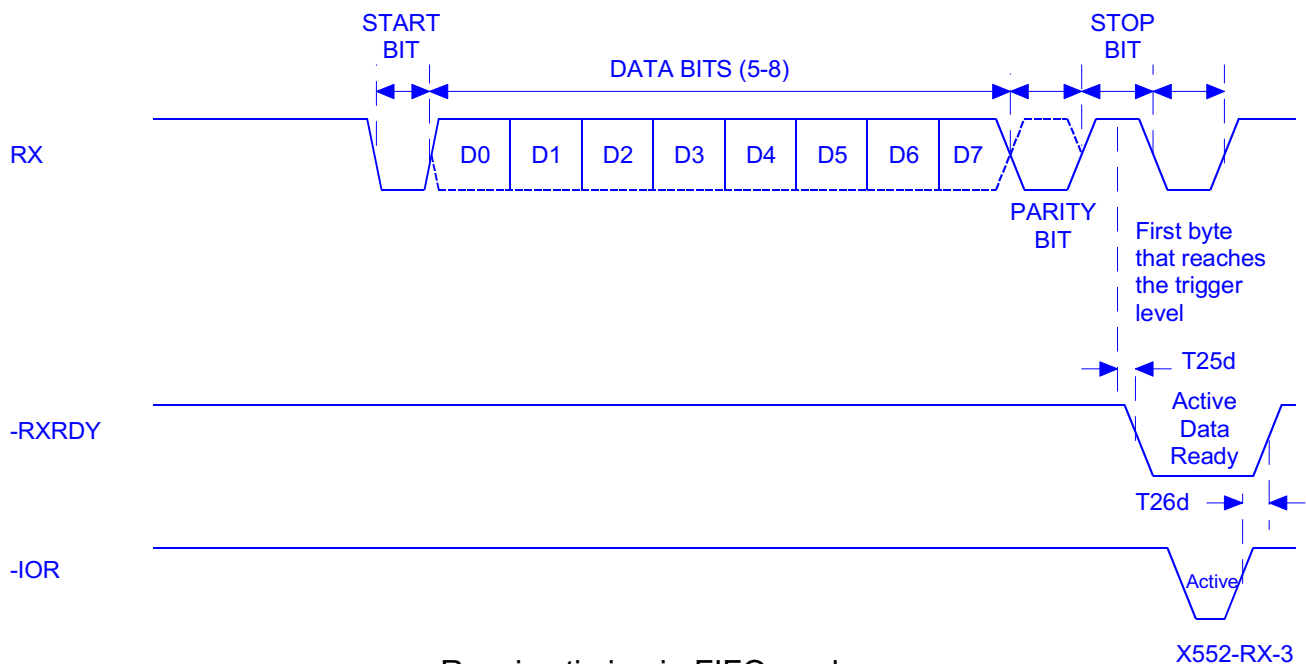 START
BIT
STOP
BIT
DATA BITS (5-8)
RX
D0 D1 D2 D3 D4 D5 D6 D7
PARITY
BIT
First byte
that reaches
the trigger
level
T25d
-RXRDY
Active
Data
Ready
T26d
-IOR
Active
X552-RX-3